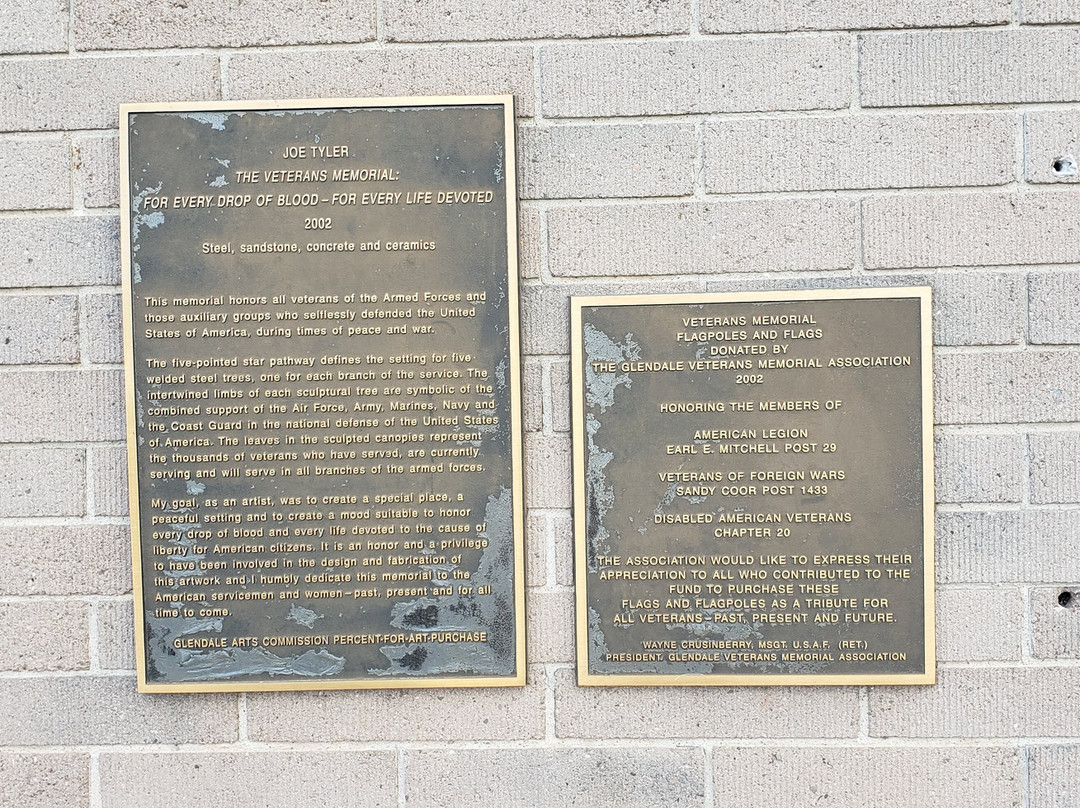 JOE TYLER
THE VETERANS MEMORIAL:
FOR EVERY DROP OF BLOOD – FOR EVERY LIFE DEVOTED
2002
Steel, sandstone, concrete and ceramics
This memorial honors all veterans of the Armed Forces and
those auxiliary groups who selflessly defended the United
States of America, during times of peace and war.
The five-pointed star pathway defines the setting for five
welded steel trees, one for each branch of the service. The
intertwined limbs of each sculptural tree are symbolic of the
combined support of the Air Force, Army, Marines, Navy and
the Coast Guard in the national defense of the United States
of America. The leaves in the sculpted canopies represent
the thousands of veterans who have served, are currently
serving and will serve in all branches of the armed forces.
My goal, as an artist, was to create a special place, a
peaceful setting and to create a mood suitable to honor
every drop of blood and every life devoted to the cause of
liberty for American citizens. It is an honor and a privilege
to have been involved in the design and fabrication of
this artwork and I humbly dedicate this memorial to the
American servicemen and women – past, present and for all
time to come.
GLENDALE ARTS COMMISSION PERCENT-FOR-ART-PURCHASE
VETERANS MEMORIAL
FLAGPOLES AND FLAGS
DONATED BY
THE GLENDALE VETERANS MEMORIAL ASSOCIATION
2002
HONORING THE MEMBERS OF
AMERICAN LEGION
EARL E. MITCHELL POST 29
VETERANS OF FOREIGN WARS
SANDY COOR POST 1433
DISABLED AMERICAN VETERANS
CHAPTER 20
THE ASSOCIATION WOULD LIKE TO EXPRESS THEIR
APPRECIATION TO ALL WHO CONTRIBUTED TO THE
FUND TO PURCHASE THESE
FLAGS AND FLAGPOLES AS A TRIBUTE FOR
ALL VETERANS – PAST, PRESENT AND FUTURE.
WAYNE CRUSINBERRY, MSGT. U.S.A.F. (RET.)
PRESIDENT, GLENDALE VETERANS MEMORIAL ASSOCIATION